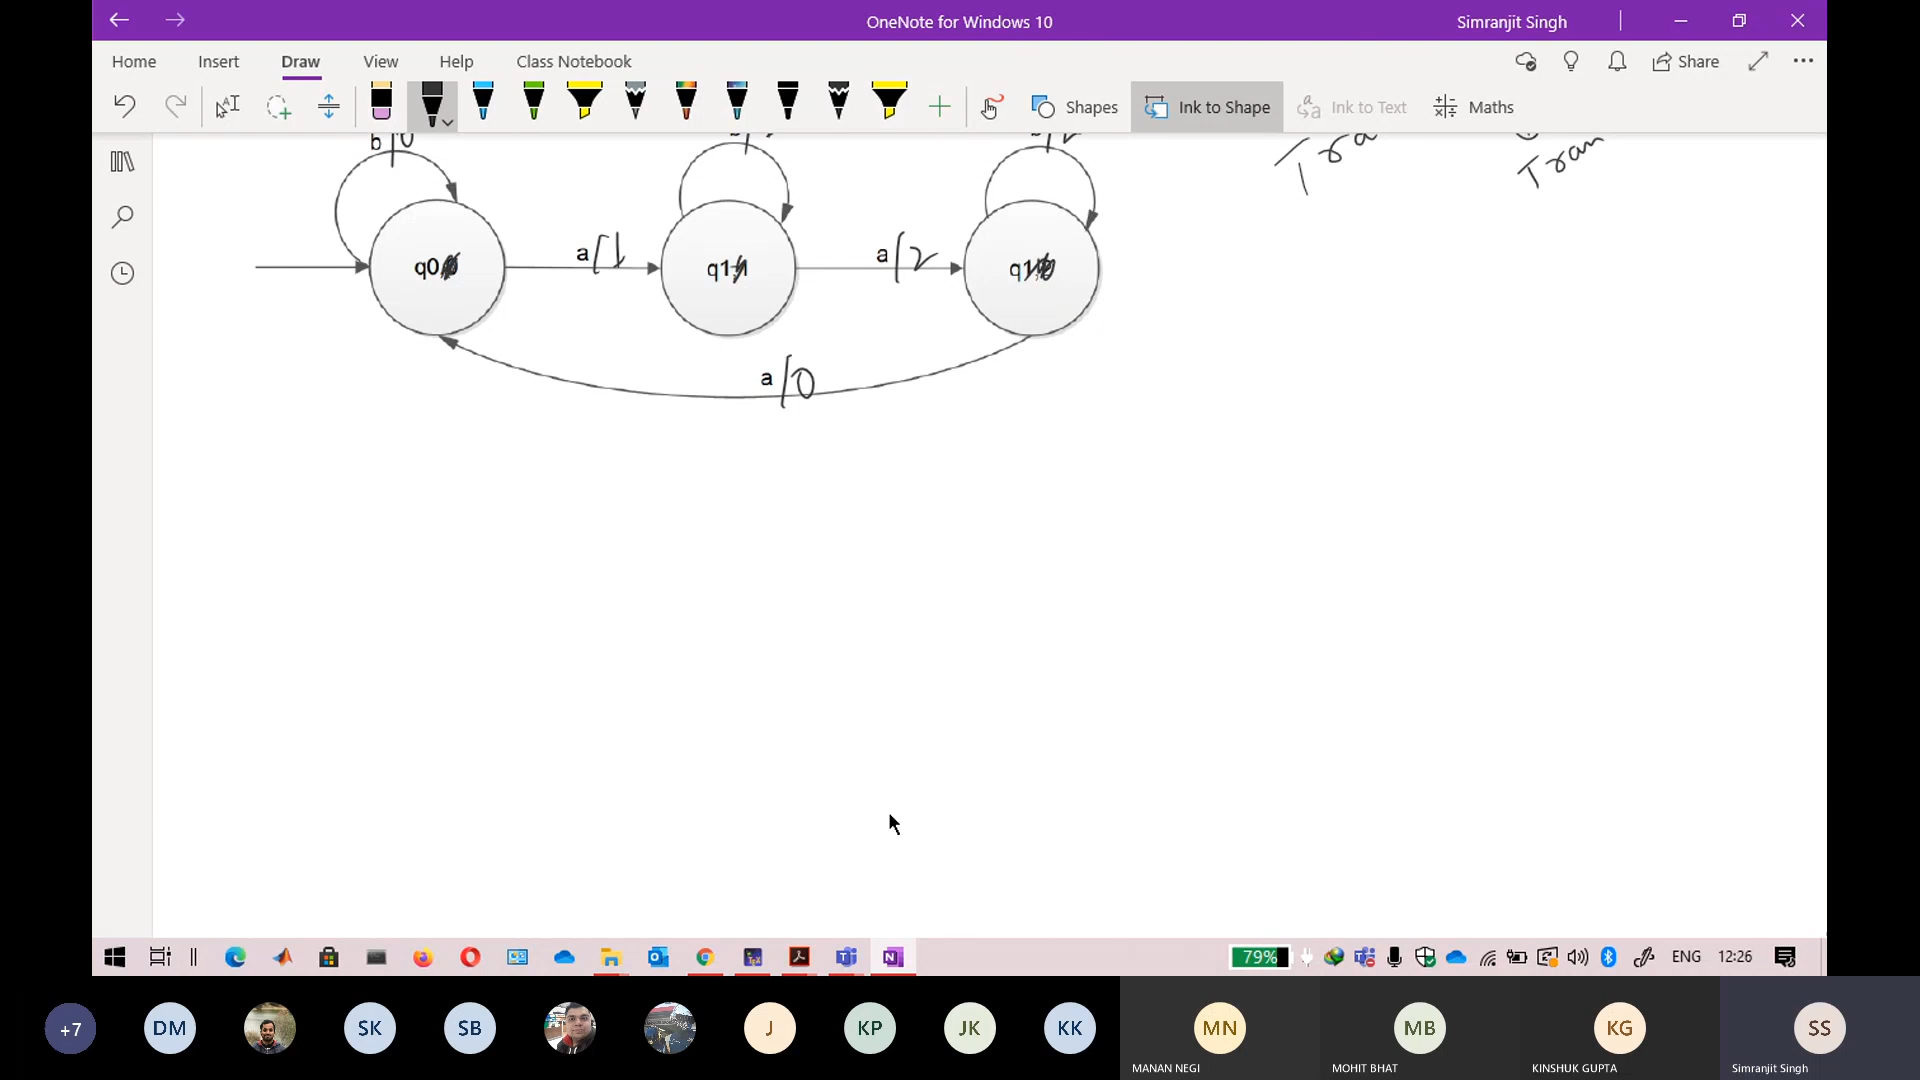 OneNote for Windows 10
Simranjit Singh
Home Insert Draw View Help Class Notebook
Share
Shapes
Ink to Shape
Ink to Text
Maths
b/0
Tra
Tran
q0
a/1
q1
a/2
a/0
79%
ENG
12:26
+7
DM
SK
SB
J
KP
JK
KK
MN
MB
KG
SS
MANAN NEGI
MOHIT BHAT
KINSHUK GUPTA
Simranjit Singh